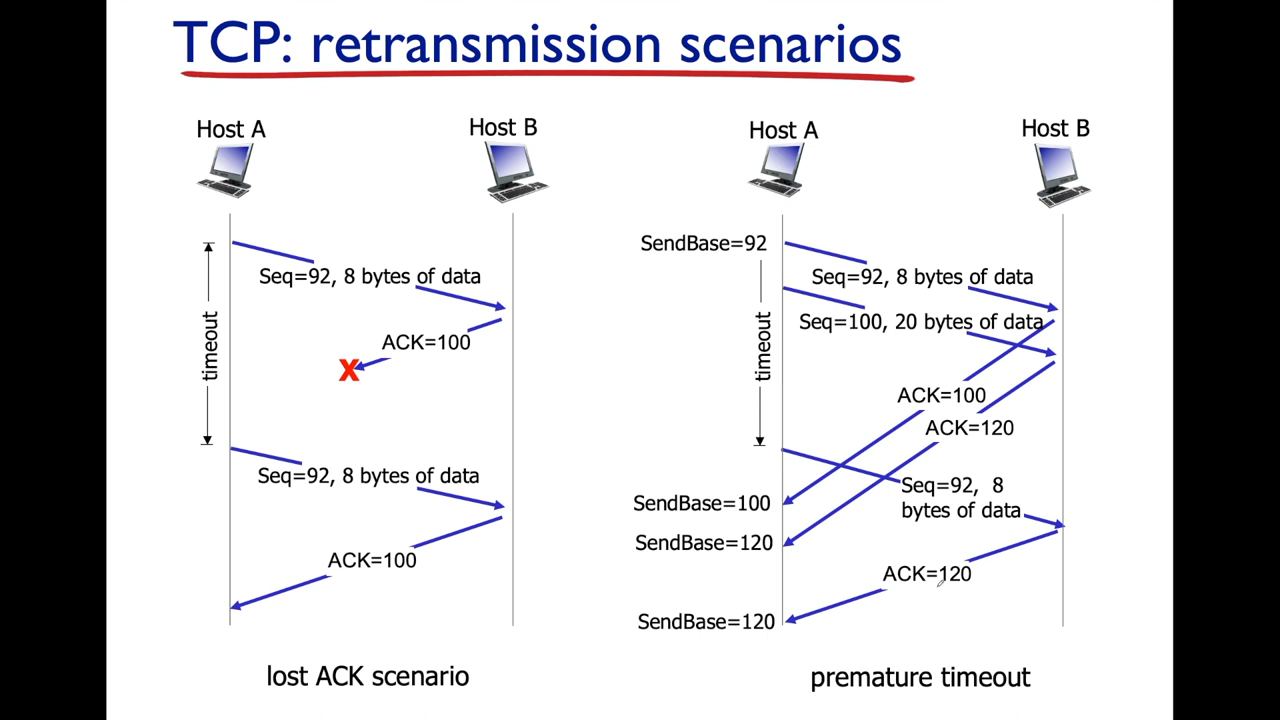 TCP: retransmission scenarios
Host A
Host B
timeout
Seq=92, 8 bytes of data
ACK=100
X
Seq=92, 8 bytes of data
ACK=100
lost ACK scenario
Host A
Host B
SendBase=92
timeout
Seq=92, 8 bytes of data
Seq=100, 20 bytes of data
ACK=100
ACK=120
Seq=92, 8
bytes of data
SendBase=100
SendBase=120
ACK=120
SendBase=120
premature timeout